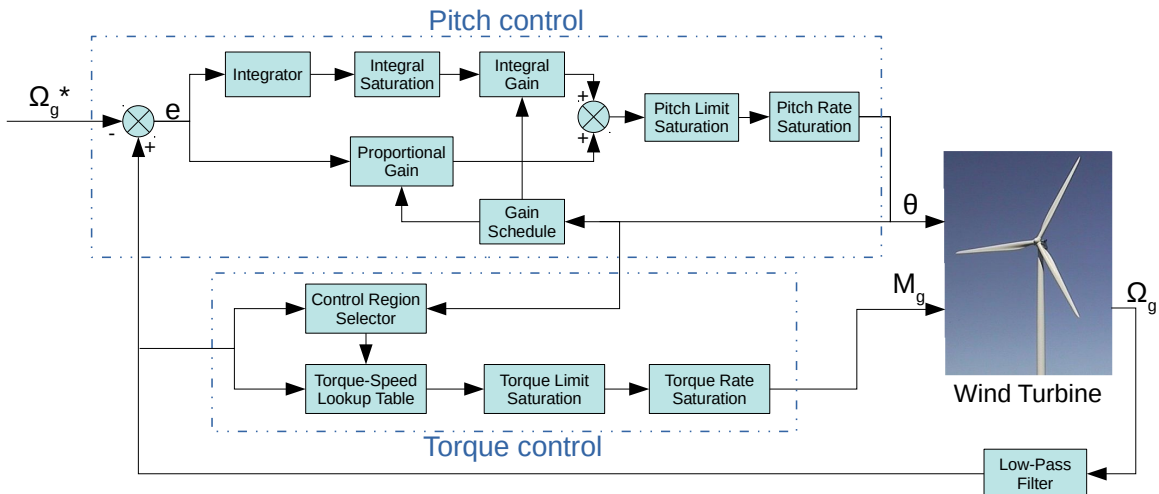 Pitch control
Ω_g*
-
+
e
Integrator
Integral
Saturation
Integral
Gain
+
+
Pitch Limit
Saturation
Pitch Rate
Saturation
Proportional
Gain
Gain
Schedule
θ
Control Region
Selector
M_g
Ω_g
Torque-Speed
Lookup Table
Torque Limit
Saturation
Torque Rate
Saturation
Wind Turbine
Torque control
Low-Pass
Filter